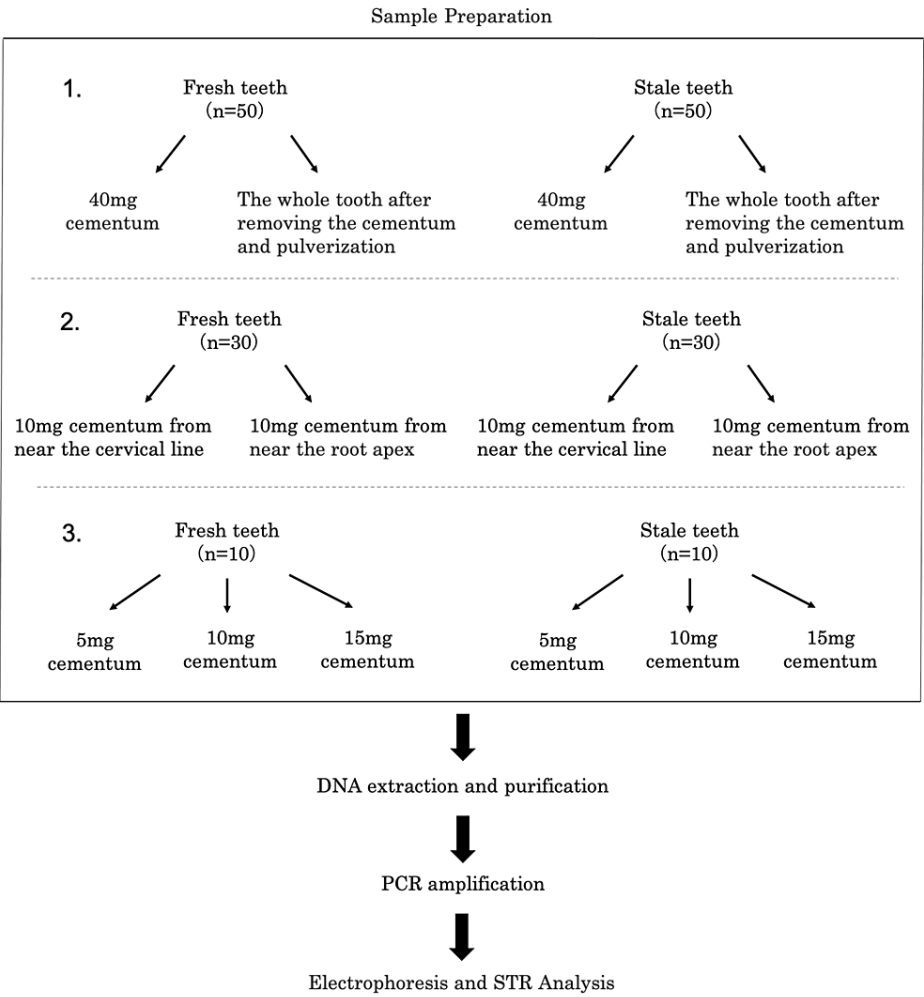 Sample Preparation
1.
Fresh teeth
(n=50)
40mg
cementum
The whole tooth after
removing the cementum
and pulverization
Stale teeth
(n=50)
40mg
cementum
The whole tooth after
removing the cementum
and pulverization
2.
Fresh teeth
(n=30)
10mg cementum from
near the cervical line
10mg cementum from
near the root apex
Stale teeth
(n=30)
10mg cementum from
near the cervical line
10mg cementum from
near the root apex
3.
Fresh teeth
(n=10)
5mg
cementum
10mg
cementum
15mg
cementum
Stale teeth
(n=10)
5mg
cementum
10mg
cementum
15mg
cementum
DNA extraction and purification
PCR amplification
Electrophoresis and STR Analysis